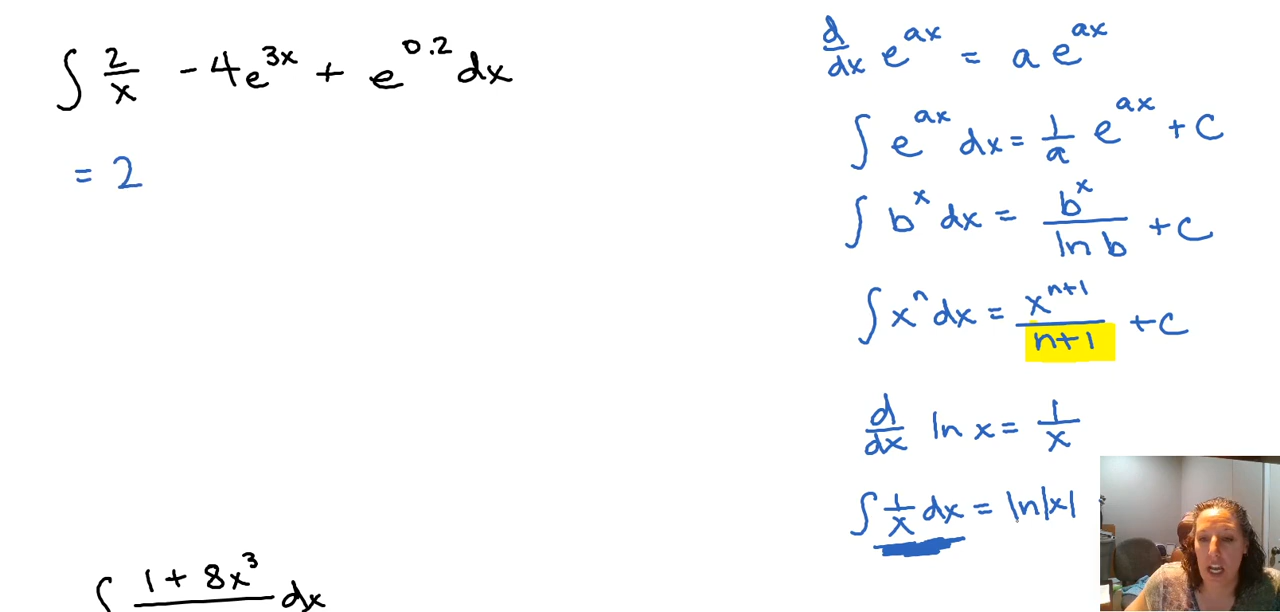 ∫ 2/x - 4e^{3x} + e^{0.2} dx
= 2
d/dx e^{ax} = a e^{ax}
∫ e^{ax} dx = 1/a e^{ax} + C
∫ b^x dx = b^x / ln b + C
∫ x^n dx = x^{n+1} / n+1 + C
d/dx ln x = 1/x
∫ 1/x dx = ln|x|
∫ 1 + 8x^3 dx